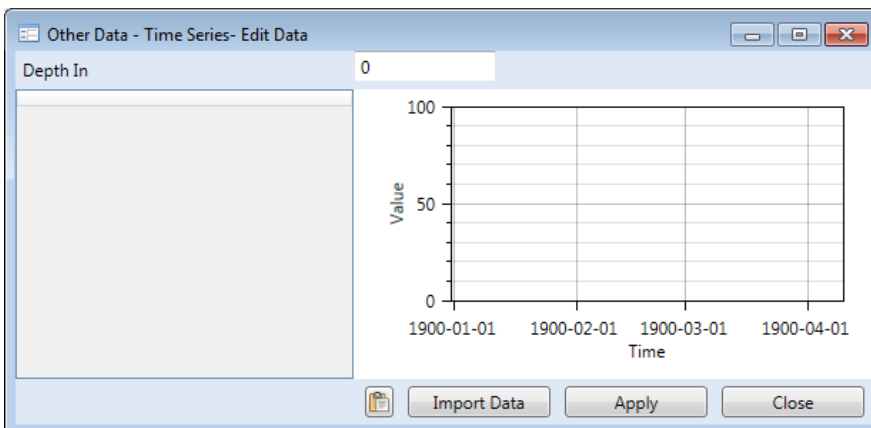 Other Data - Time Series- Edit Data
Depth In
0
100
50
0
Value
1900-01-01 1900-02-01 1900-03-01 1900-04-01
Time
Import Data Apply Close